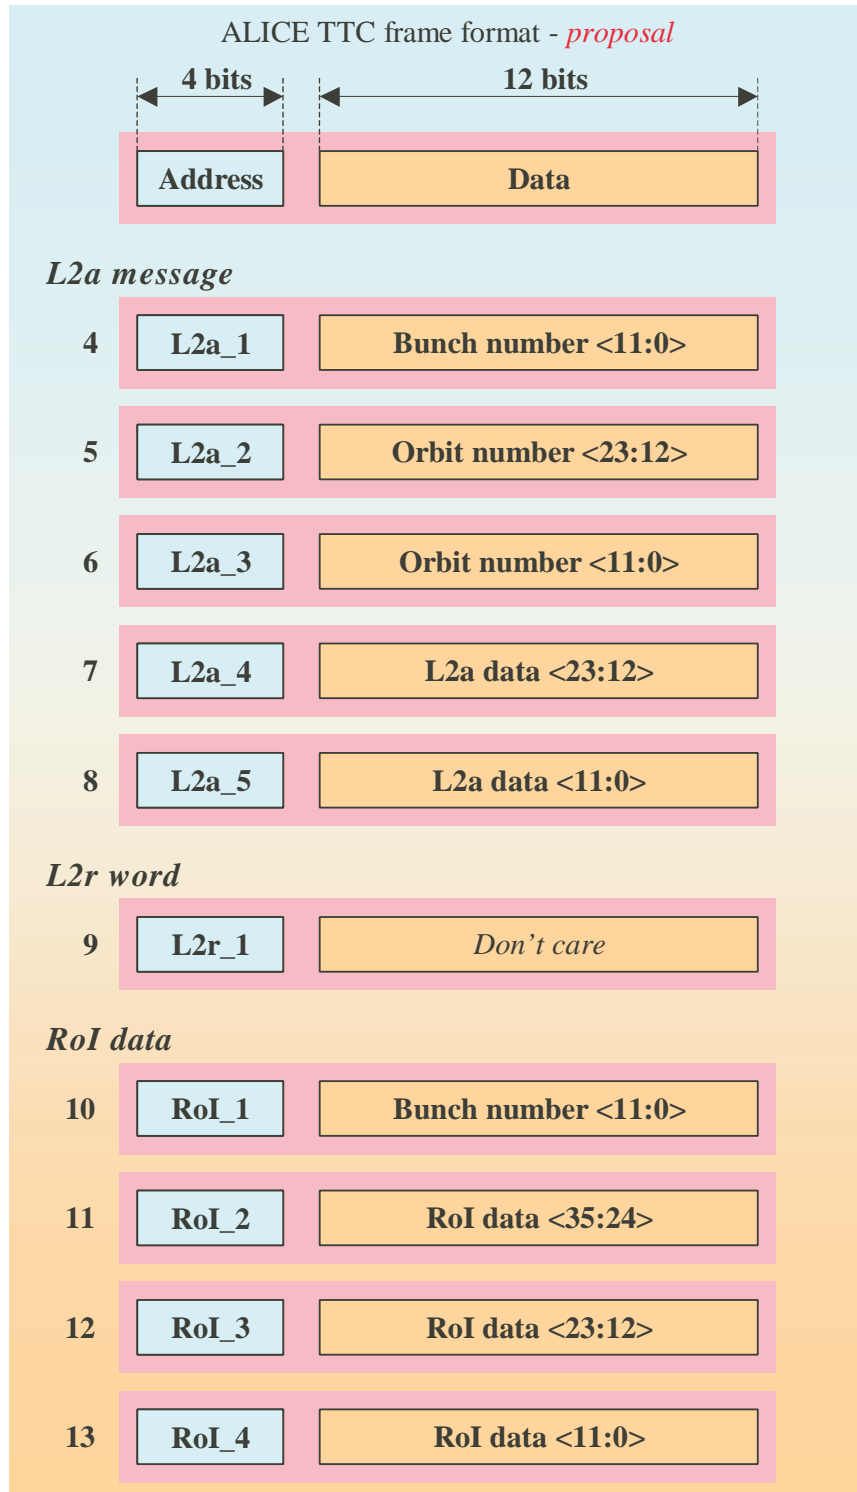 ALICE TTC frame format - proposal
4 bits 12 bits
Address Data
L2a message
4 L2a_1 Bunch number <11:0>
5 L2a_2 Orbit number <23:12>
6 L2a_3 Orbit number <11:0>
7 L2a_4 L2a data <23:12>
8 L2a_5 L2a data <11:0>
L2r word
9 L2r_1 Don't care
RoI data
10 RoI_1 Bunch number <11:0>
11 RoI_2 RoI data <35:24>
12 RoI_3 RoI data <23:12>
13 RoI_4 RoI data <11:0>